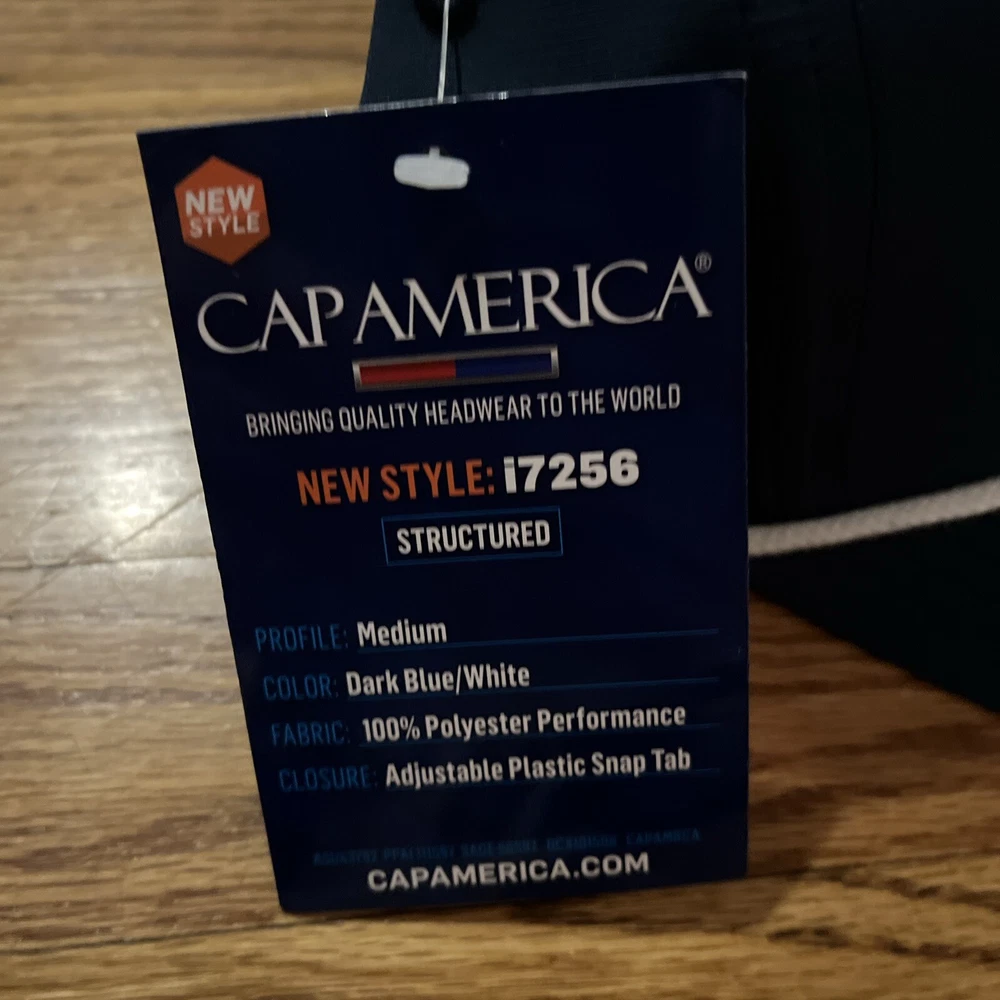 NEW
STYLE
CAP AMERICA®
BRINGING QUALITY HEADWEAR TO THE WORLD
NEW STYLE: i7256
STRUCTURED
PROFILE: Medium
COLOR: Dark Blue/White
FABRIC: 100% Polyester Performance
CLOSURE: Adjustable Plastic Snap Tab
CAPAMERICA
CAPAMERICA.COM